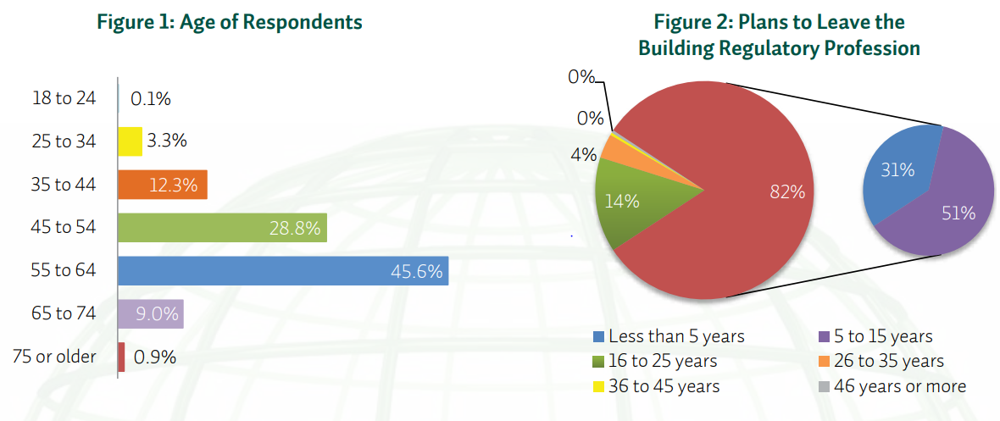 Figure 1: Age of Respondents
18 to 24 0.1%
25 to 34 3.3%
35 to 44 12.3%
45 to 54 28.8%
55 to 64 45.6%
65 to 74 9.0%
75 or older 0.9%
Figure 2: Plans to Leave the
Building Regulatory Profession
0%
0%
4%
14%
82%
31%
51%
Less than 5 years
5 to 15 years
16 to 25 years
26 to 35 years
36 to 45 years
46 years or more